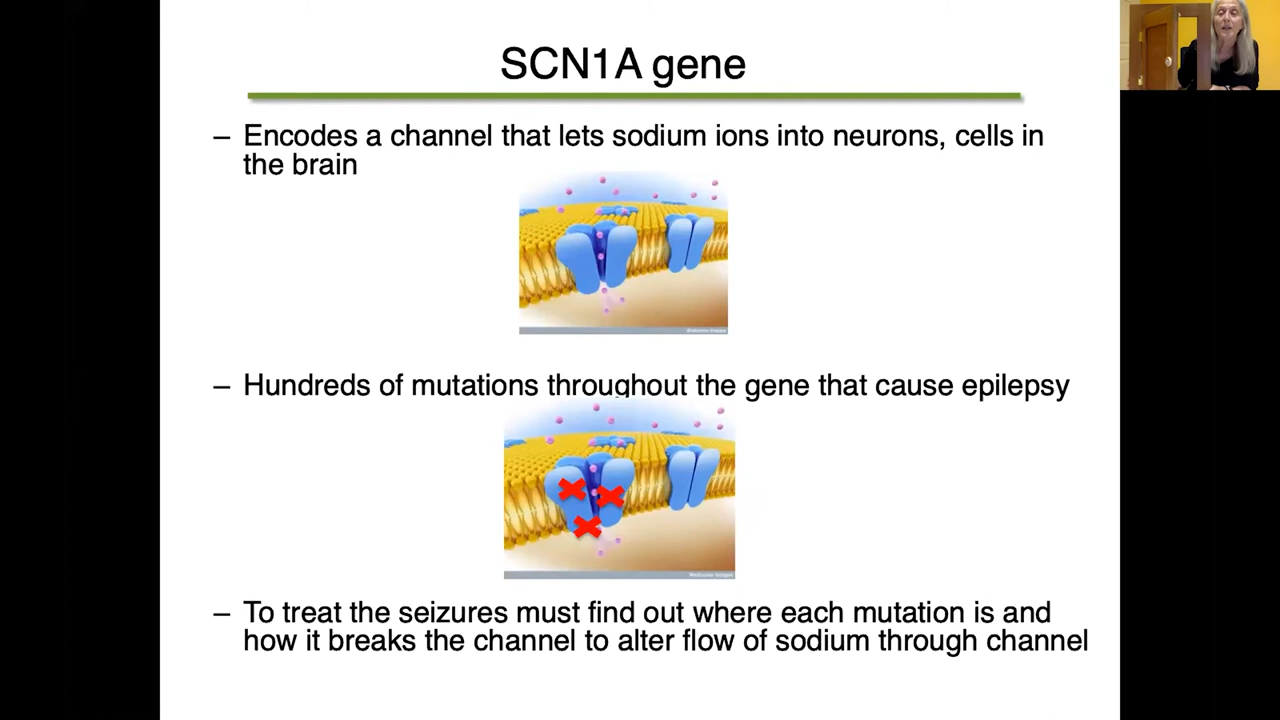 SCN1A gene
– Encodes a channel that lets sodium ions into neurons, cells in
the brain
– Hundreds of mutations throughout the gene that cause epilepsy
– To treat the seizures must find out where each mutation is and
how it breaks the channel to alter flow of sodium through channel